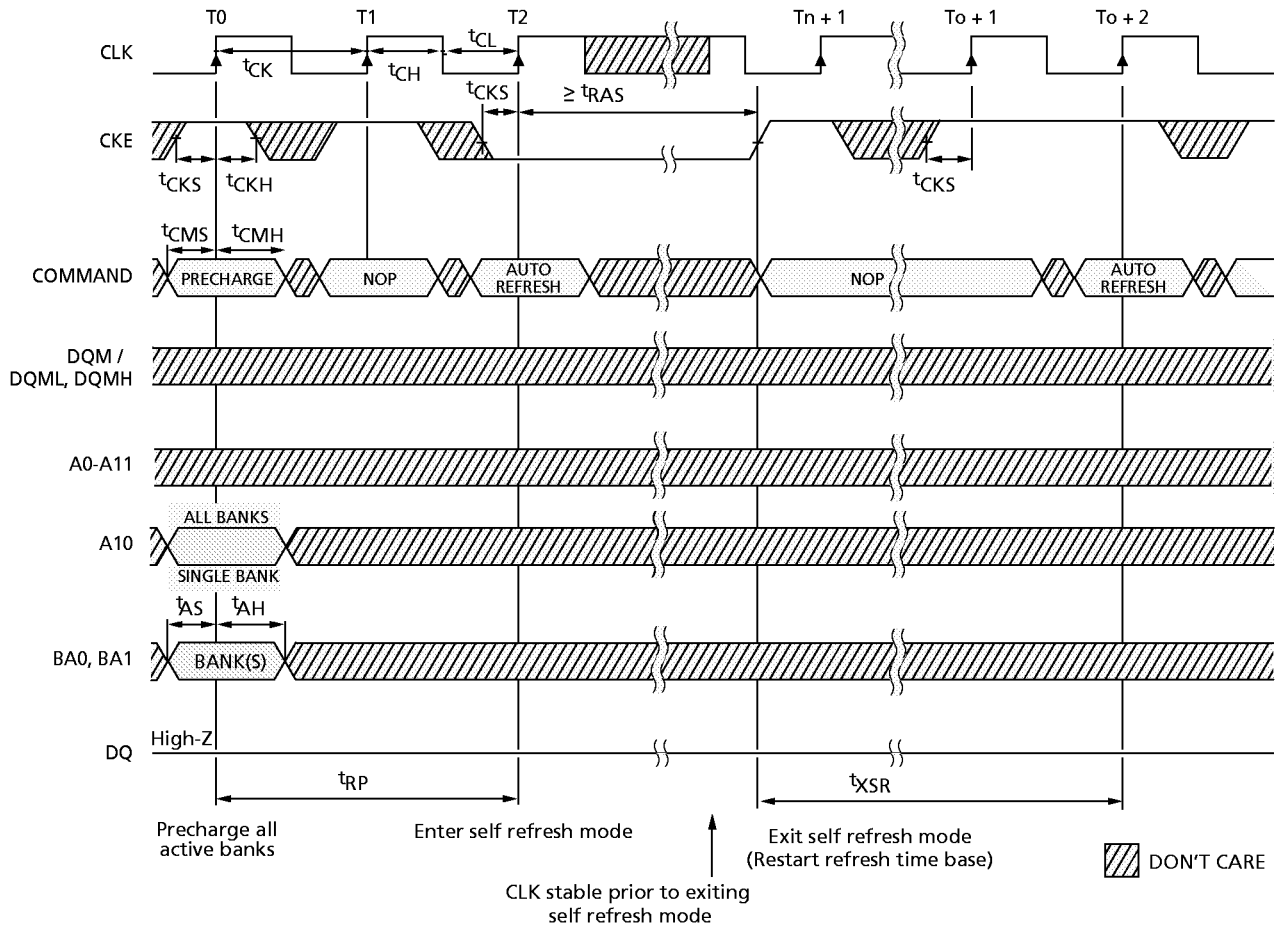 T0 T1 T2 Tn + 1 To + 1 To + 2
CLK
tCK tCH tCL
tCKS ≥ tRAS
CKE
tCKS tCKH tCKS
tCMS tCMH
COMMAND PRECHARGE NOP AUTO REFRESH NOP AUTO REFRESH
DQM /
DQML, DQMH
A0-A11
ALL BANKS
A10
SINGLE BANK
tAS tAH
BA0, BA1 BANK(S)
High-Z
DQ
tRP tXSR
Precharge all
active banks
Enter self refresh mode
Exit self refresh mode
(Restart refresh time base)
DON'T CARE
CLK stable prior to exiting
self refresh mode